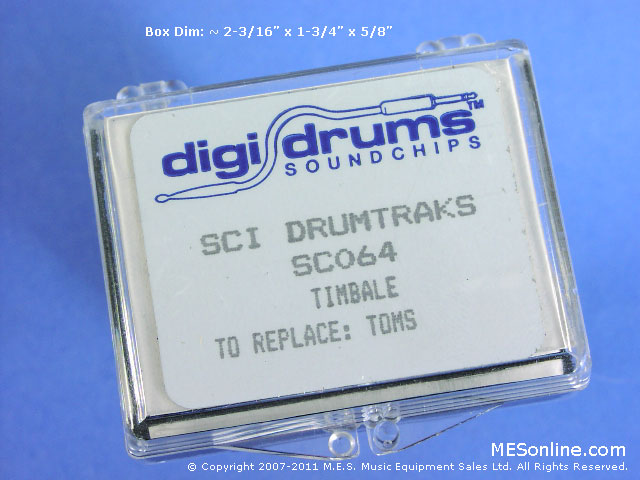 Box Dim: ~ 2-3/16” x 1-3/4” x 5/8”
digidrums™
SOUNDCHIPS
SCI DRUMTRAKS
SC064
TIMBALE
TO REPLACE: TOMS
MESonline.com
© Copyright 2007-2011 M.E.S. Music Equipment Sales Ltd. All Rights Reserved.